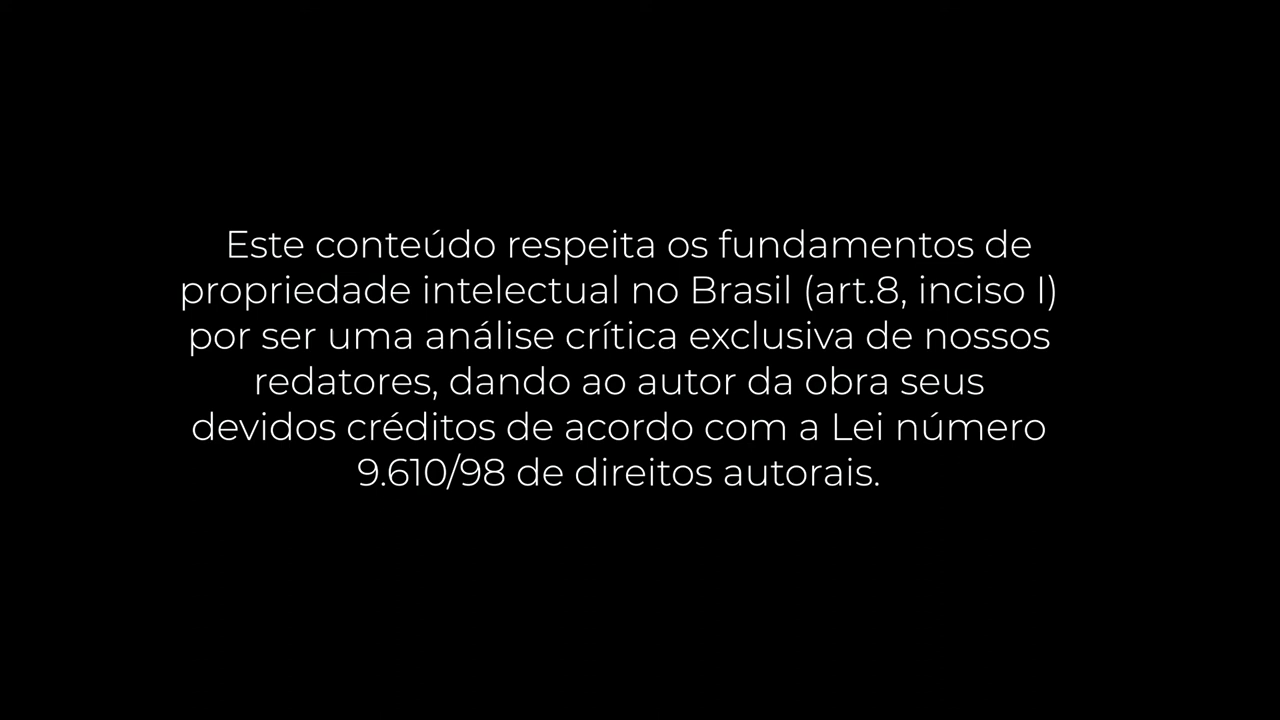 Este conteúdo respeita os fundamentos de
propriedade intelectual no Brasil (art.8, inciso I)
por ser uma análise crítica exclusiva de nossos
redatores, dando ao autor da obra seus
devidos créditos de acordo com a Lei número
9.610/98 de direitos autorais.